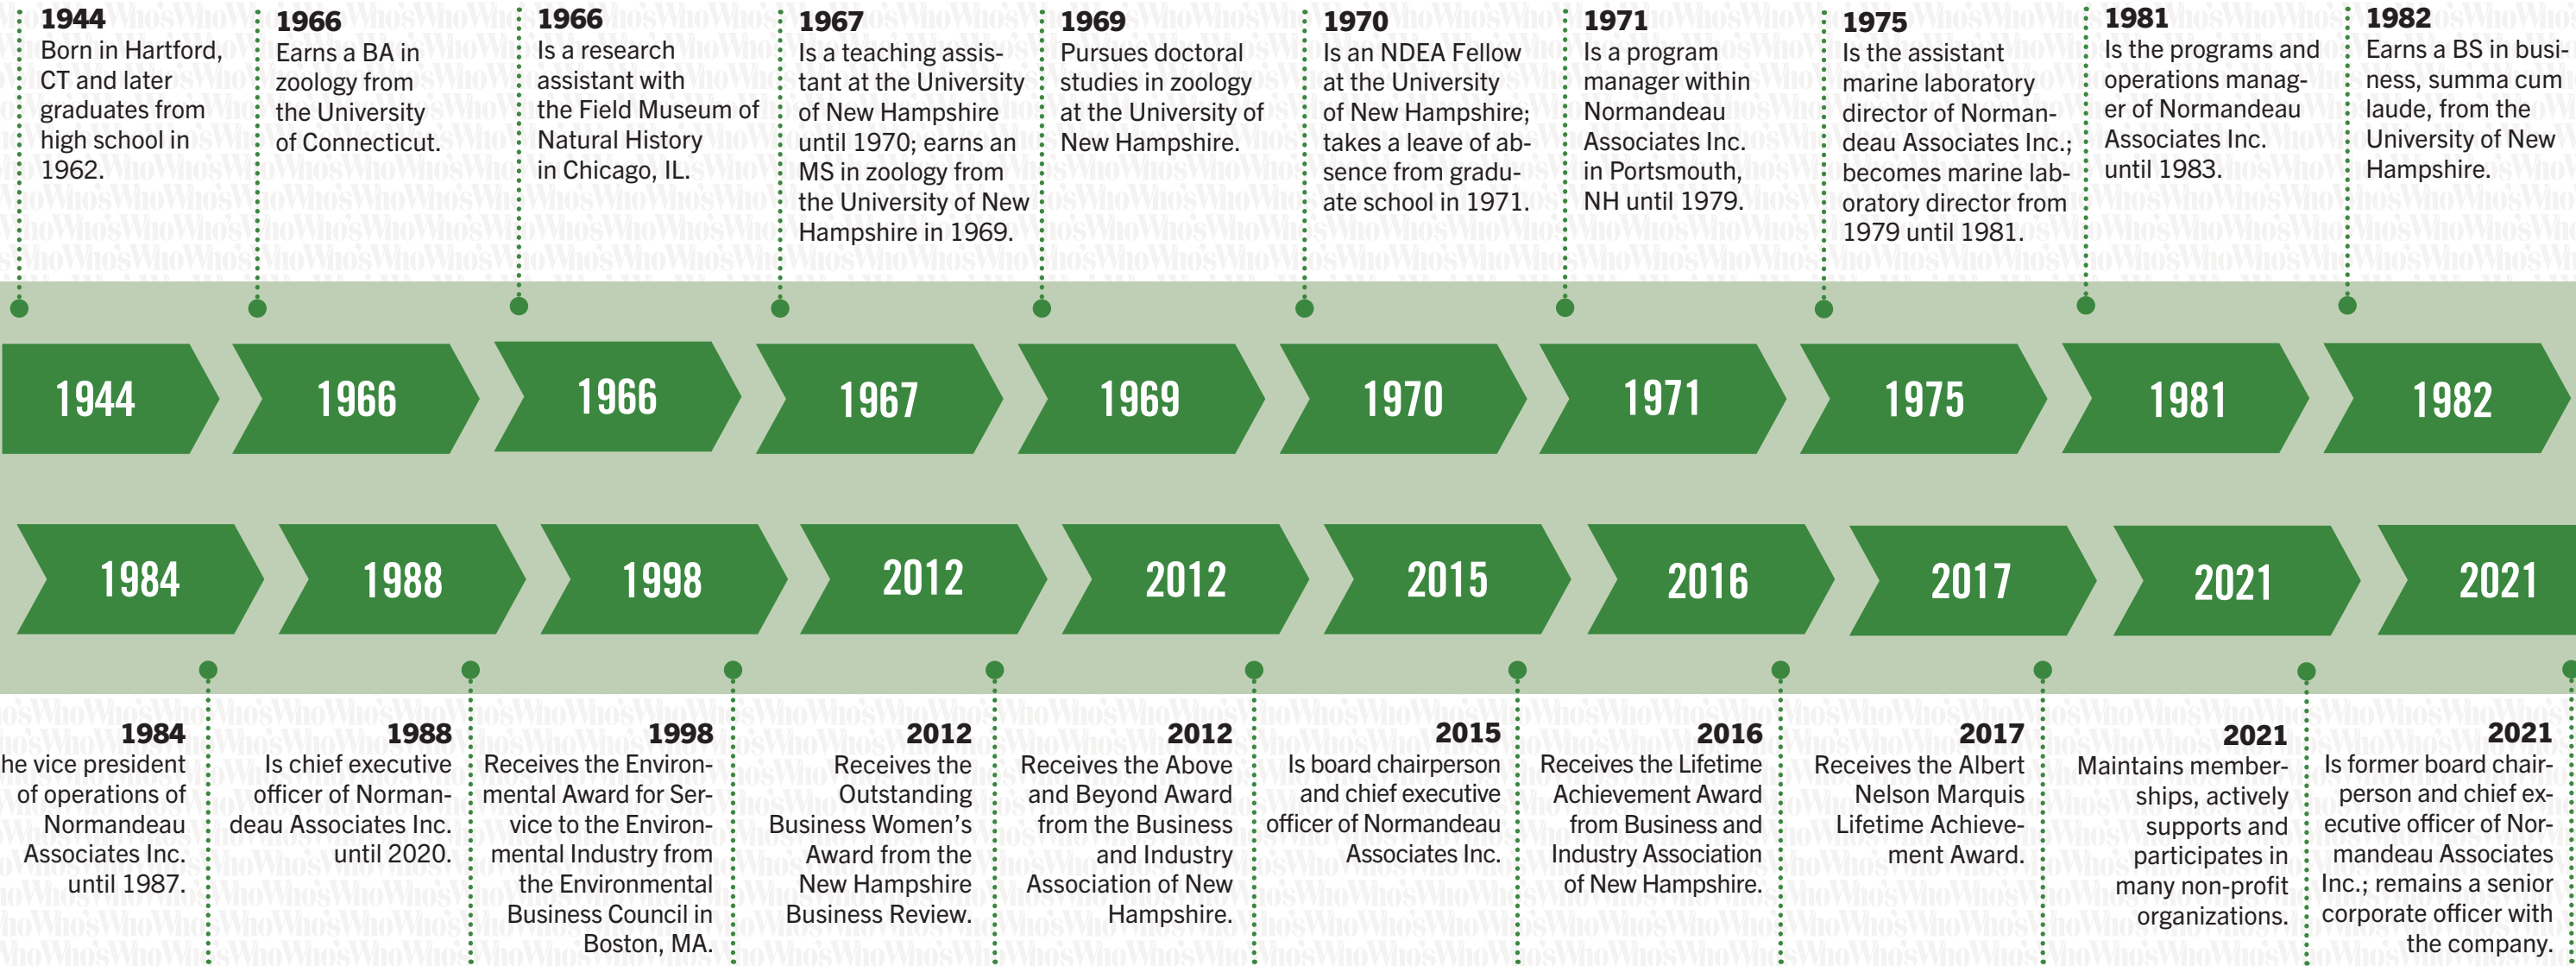 1944
Born in Hartford,
CT and later
graduates from
high school in
1962.
1966
Earns a BA in
zoology from
the University
of Connecticut.
1966
Is a research
assistant with
the Field Museum of
Natural History
in Chicago, IL.
1967
Is a teaching assis-
tant at the University
of New Hampshire
until 1970; earns an
MS in zoology from
the University of New
Hampshire in 1969.
1969
Pursues doctoral
studies in zoology
at the University of
New Hampshire.
1970
Is an NDEA Fellow
at the University
of New Hampshire;
takes a leave of ab-
sence from gradu-
ate school in 1971.
1971
Is a program
manager within
Normandeau
Associates Inc.
in Portsmouth,
NH until 1979.
1975
Is the assistant
marine laboratory
director of Norman-
deau Associates Inc.;
becomes marine lab-
oratory director from
1979 until 1981.
1981
Is the programs and
operations manag-
er of Normandeau
Associates Inc.
until 1983.
1982
Earns a BS in busi-
ness, summa cum
laude, from the
University of New
Hampshire.
1944
1966
1966
1967
1969
1970
1971
1975
1981
1982
1984
1988
1998
2012
2012
2015
2016
2017
2021
2021
1984
he vice president
of operations of
Normandeau
Associates Inc.
until 1987.
1988
Is chief executive
officer of Norman-
deau Associates Inc.
until 2020.
1998
Receives the Environ-
mental Award for Ser-
vice to the Environ-
mental Industry from
the Environmental
Business Council in
Boston, MA.
2012
Receives the
Outstanding
Business Women's
Award from the
New Hampshire
Business Review.
2012
Receives the Above
and Beyond Award
from the Business
and Industry
Association of New
Hampshire.
2015
Is board chairperson
and chief executive
officer of Normandeau
Associates Inc.
2016
Receives the Lifetime
Achievement Award
from Business and
Industry Association
of New Hampshire.
2017
Receives the Albert
Nelson Marquis
Lifetime Achieve-
ment Award.
2021
Maintains member-
ships, actively
supports and
participates in
many non-profit
organizations.
2021
Is former board chair-
person and chief ex-
ecutive officer of Nor-
mandeau Associates
Inc.; remains a senior
corporate officer with
the company.